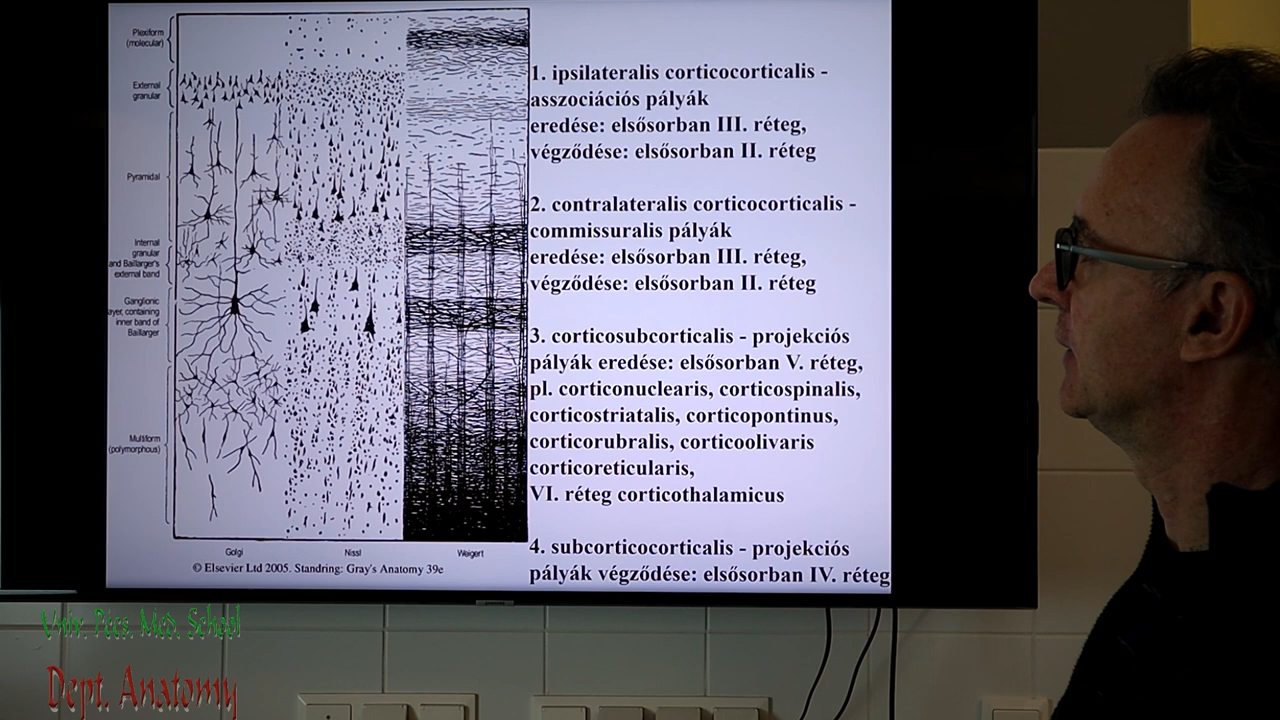 Plexiform
(molecular)
External
granular
Pyramidal
Internal
granular
and Baillarger's
external band
Ganglionic
ayer, containing
inner band of
Baillarger
Multiform
(polymorphous)
Golgi
Nissl
Weigert
© Elsevier Ltd 2005. Standring: Gray's Anatomy 39e
1. ipsilateralis corticocorticalis -
asszociációs pályák
eredése: elsősorban III. réteg,
végződése: elsősorban II. réteg
2. contralateralis corticocorticalis -
commissuralis pályák
eredése: elsősorban III. réteg,
végződése: elsősorban II. réteg
3. corticosubcorticalis - projekciós
pályák eredése: elsősorban V. réteg,
pl. corticonuclearis, corticospinalis,
corticostriatalis, corticopontinus,
corticorubralis, corticoolivaris
corticoreticularis,
VI. réteg corticothalamicus
4. subcorticocorticalis - projekciós
pályák végződése: elsősorban IV. réteg
Univ. Pécs. Med. School
Dept. Anatomy